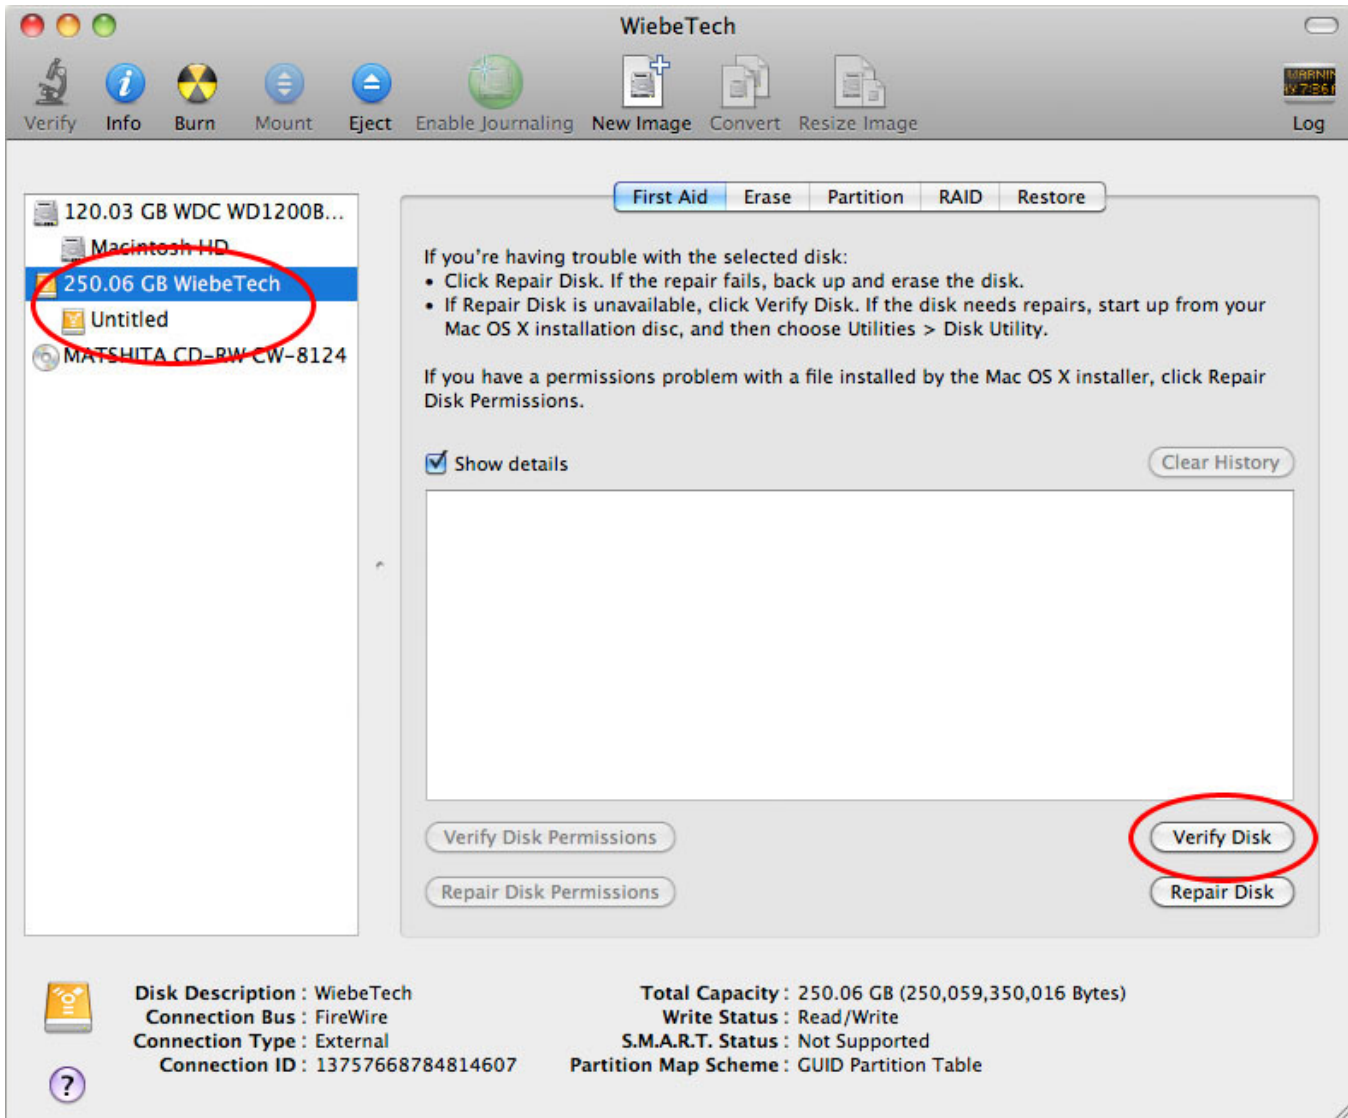 WiebeTech
Verify Info Burn Mount Eject Enable Journaling New Image Convert Resize Image
WARNIN
7:36
Log
120.03 GB WDC WD1200B...
Macintosh HD
250.06 GB WiebeTech
Untitled
MATSHITA CD-RW CW-8124
First Aid Erase Partition RAID Restore
If you're having trouble with the selected disk:
• Click Repair Disk. If the repair fails, back up and erase the disk.
• If Repair Disk is unavailable, click Verify Disk. If the disk needs repairs, start up from your
Mac OS X installation disc, and then choose Utilities > Disk Utility.
If you have a permissions problem with a file installed by the Mac OS X installer, click Repair
Disk Permissions.
Show details
Clear History
Verify Disk Permissions
Verify Disk
Repair Disk Permissions
Repair Disk
Disk Description : WiebeTech
Connection Bus : FireWire
Connection Type : External
Connection ID : 13757668784814607
Total Capacity : 250.06 GB (250,059,350,016 Bytes)
Write Status : Read/Write
S.M.A.R.T. Status : Not Supported
Partition Map Scheme : GUID Partition Table
?